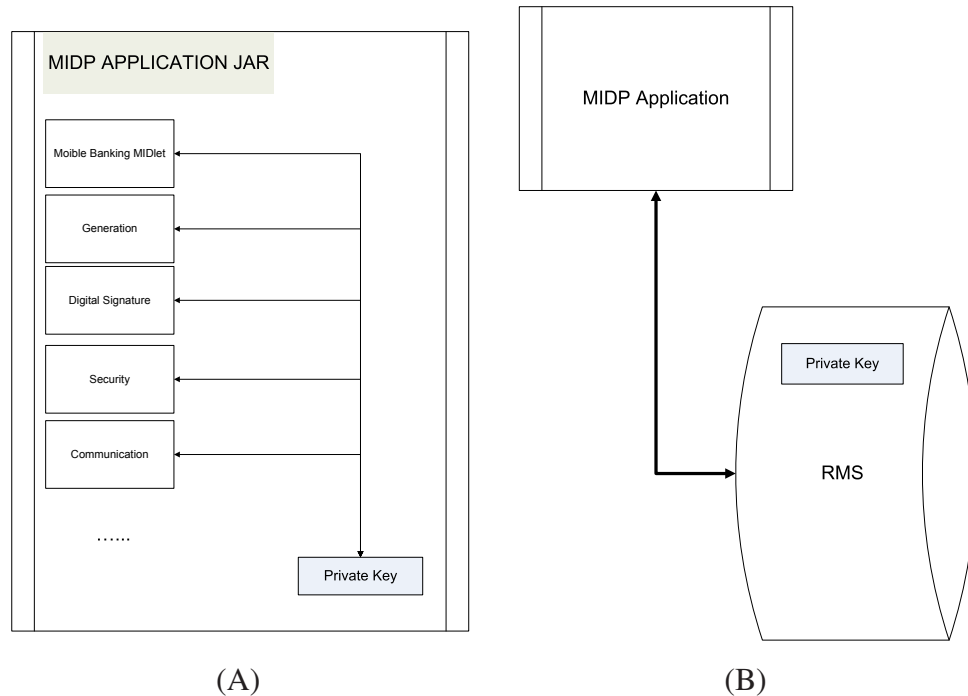 MIDP APPLICATION JAR
Moible Banking MIDlet
Generation
Digital Signature
Security
Communication
…...
Private Key
(A)
MIDP Application
Private Key
RMS
(B)